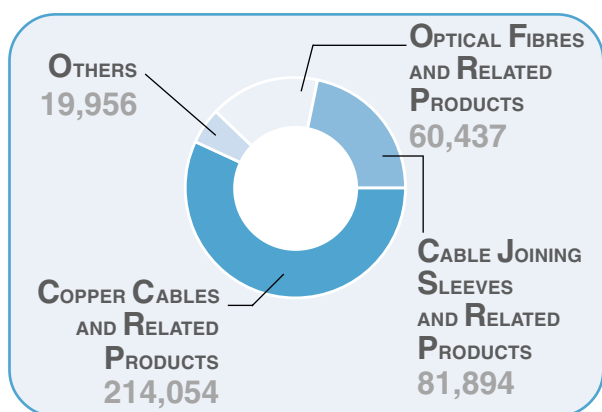 OTHERS
19,956
OPTICAL FIBRES
AND RELATED
PRODUCTS
60,437
COPPER CABLES
AND RELATED
PRODUCTS
214,054
CABLE JOINING
SLEEVES
AND RELATED
PRODUCTS
81,894